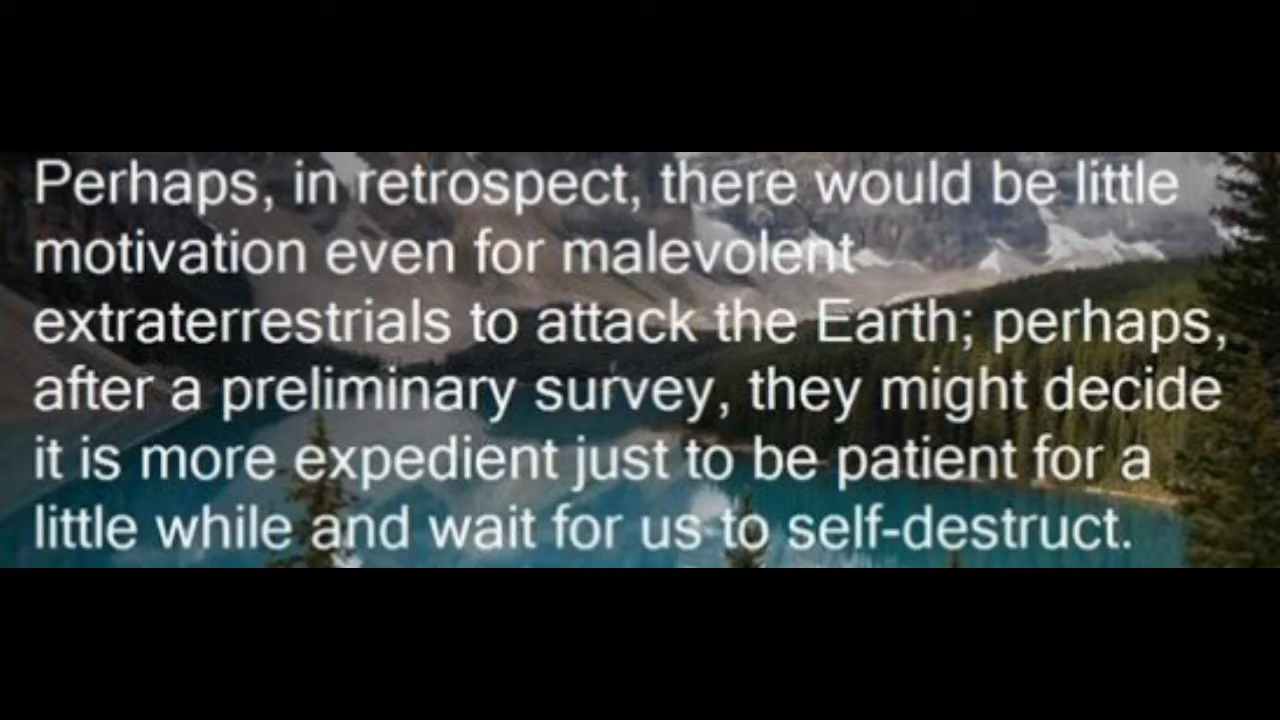 Perhaps, in retrospect, there would be little
motivation even for malevolent
extraterrestrials to attack the Earth; perhaps,
after a preliminary survey, they might decide
it is more expedient just to be patient for a
little while and wait for us to self-destruct.